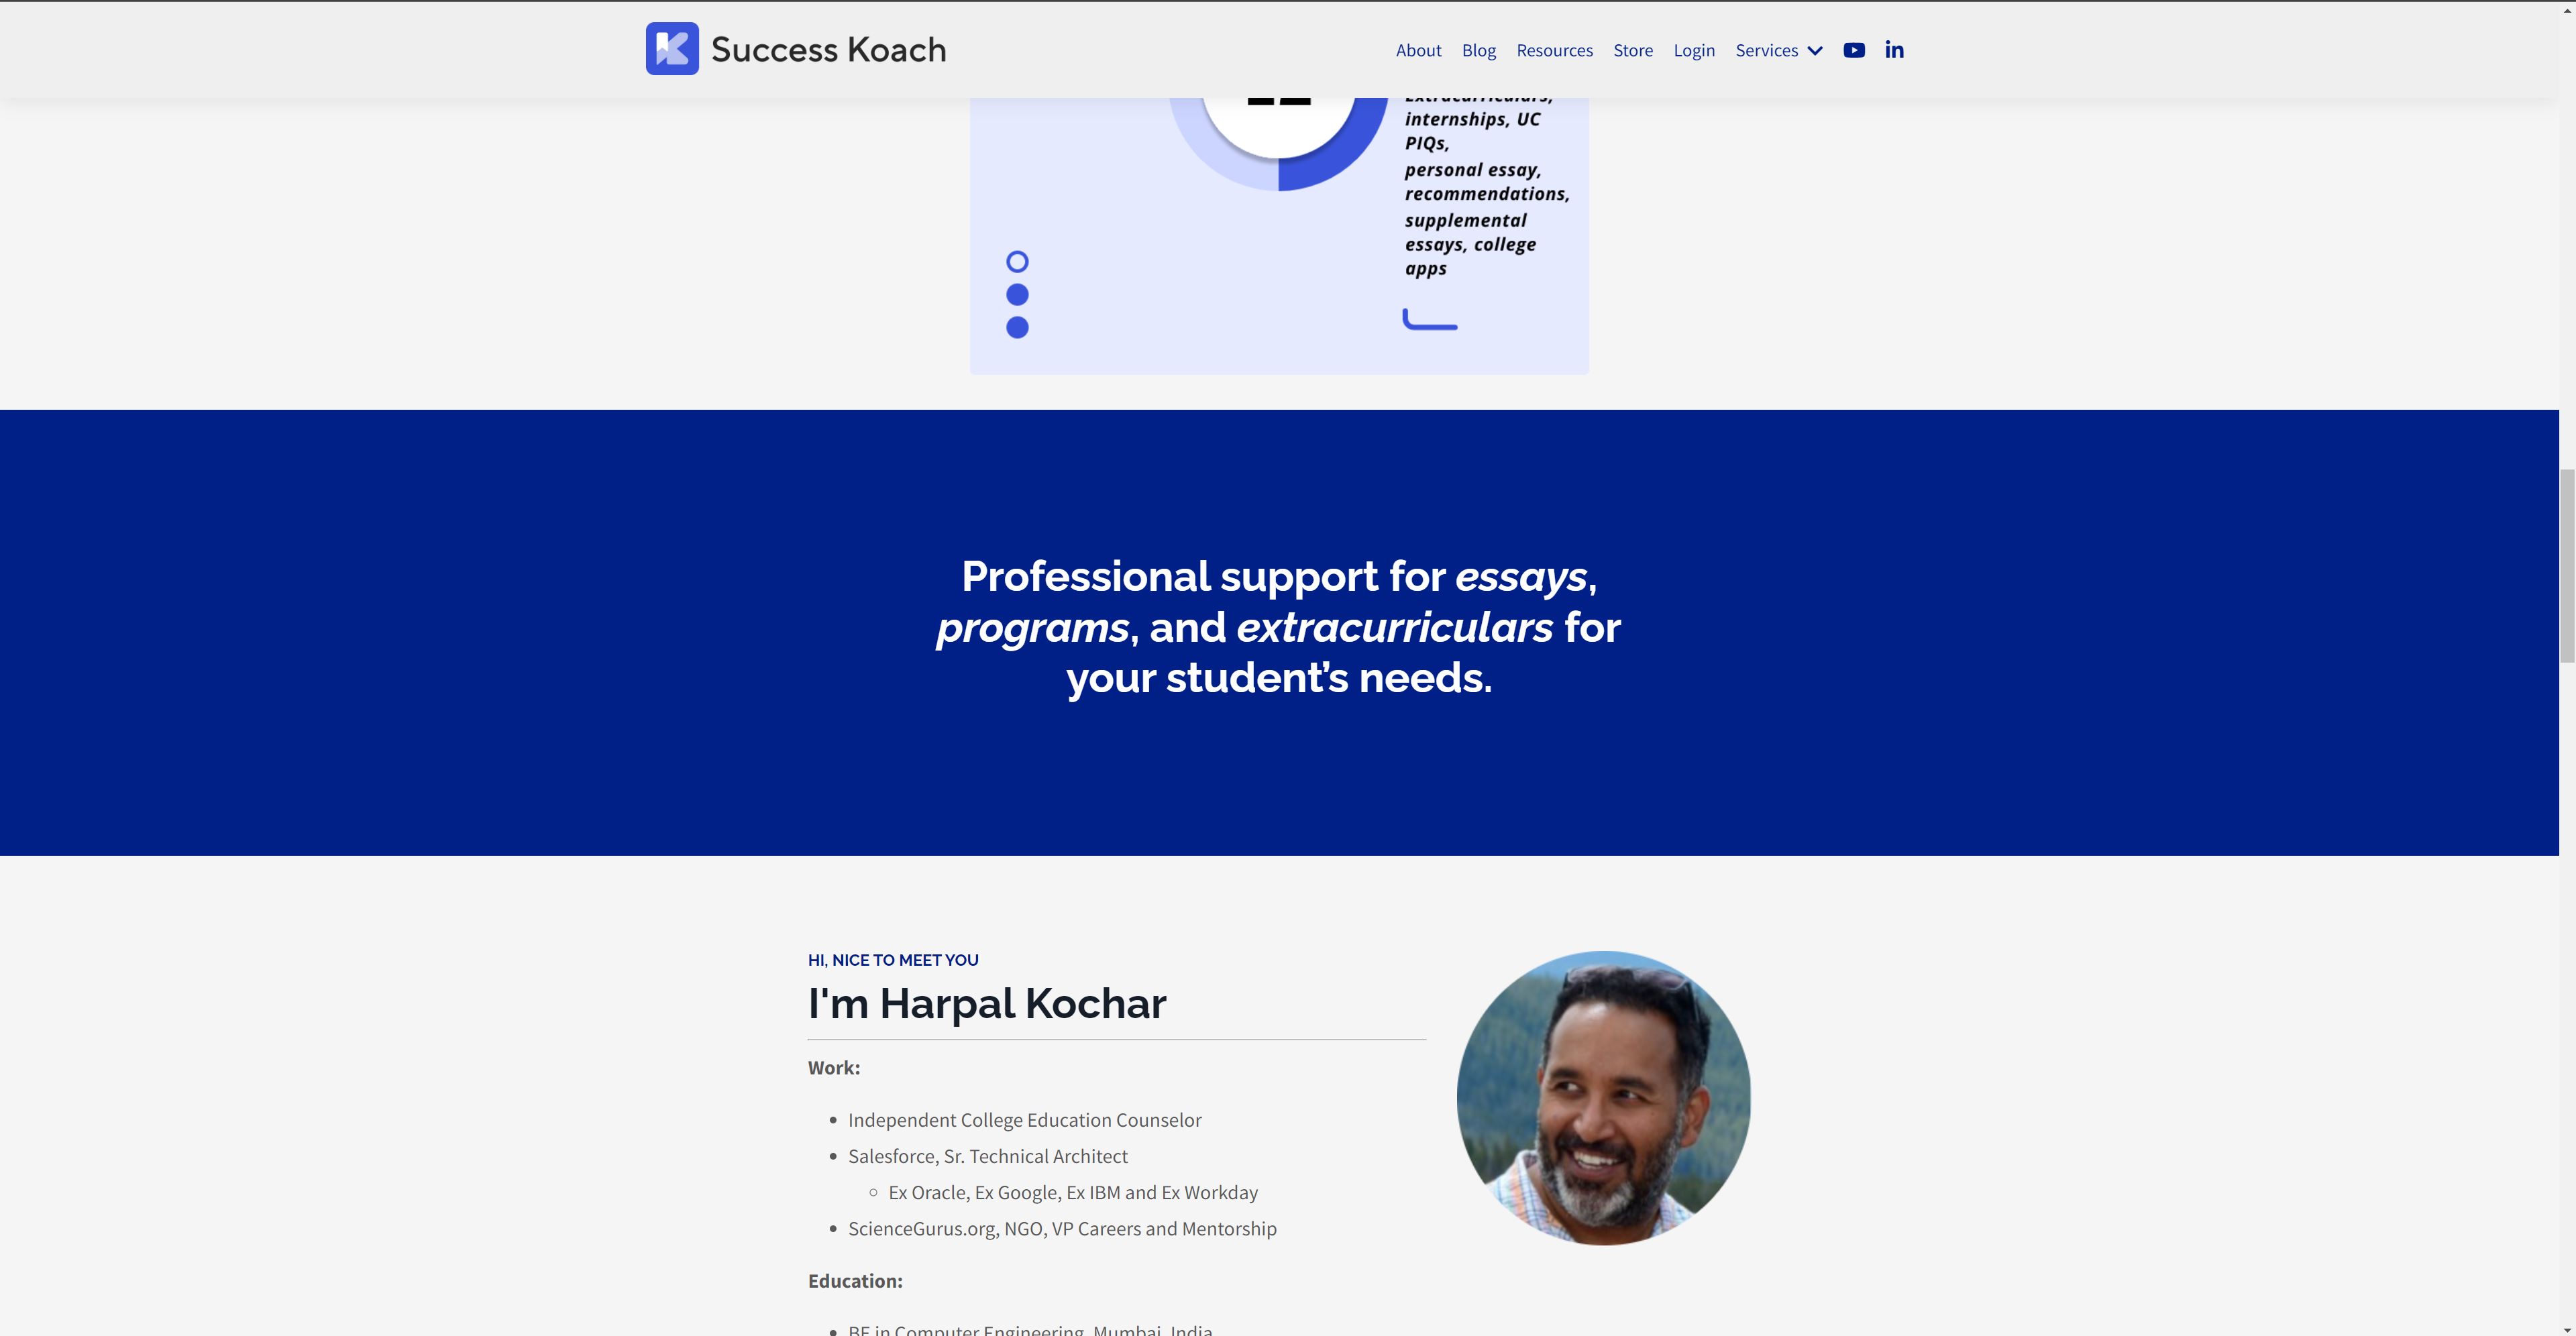 Success Koach
About Blog Resources Store Login Services
Extracurriculars,
internships, UC
PIQs,
personal essay,
recommendations,
supplemental
essays, college
apps
Professional support for essays,
programs, and extracurriculars for
your student’s needs.
HI, NICE TO MEET YOU
I'm Harpal Kochar
Work:
Independent College Education Counselor
Salesforce, Sr. Technical Architect
Ex Oracle, Ex Google, Ex IBM and Ex Workday
ScienceGurus.org, NGO, VP Careers and Mentorship
Education:
BE in Computer Engineering, Mumbai, India